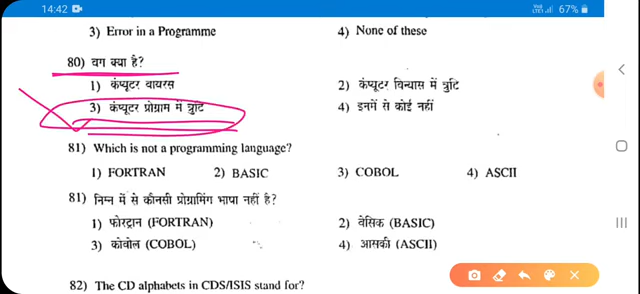 14:42 67%
3) Error in a Programme 4) None of these
80) वग क्या है?
1) कंप्यूटर वायरस 2) कंप्यूटर विन्यास में त्रुटि
3) कंप्यूटर प्रोग्राम में त्रुटि 4) इनमें से कोई नहीं
81) Which is not a programming language?
1) FORTRAN 2) BASIC 3) COBOL 4) ASCII
81) निम्न में से कौनसी प्रोग्रामिंग भाषा नहीं है?
1) फोरट्रान (FORTRAN) 2) वेसिक (BASIC)
3) कोवोल (COBOL) 4) आसकी (ASCII)
82) The CD alphabets in CDS/ISIS stand for?